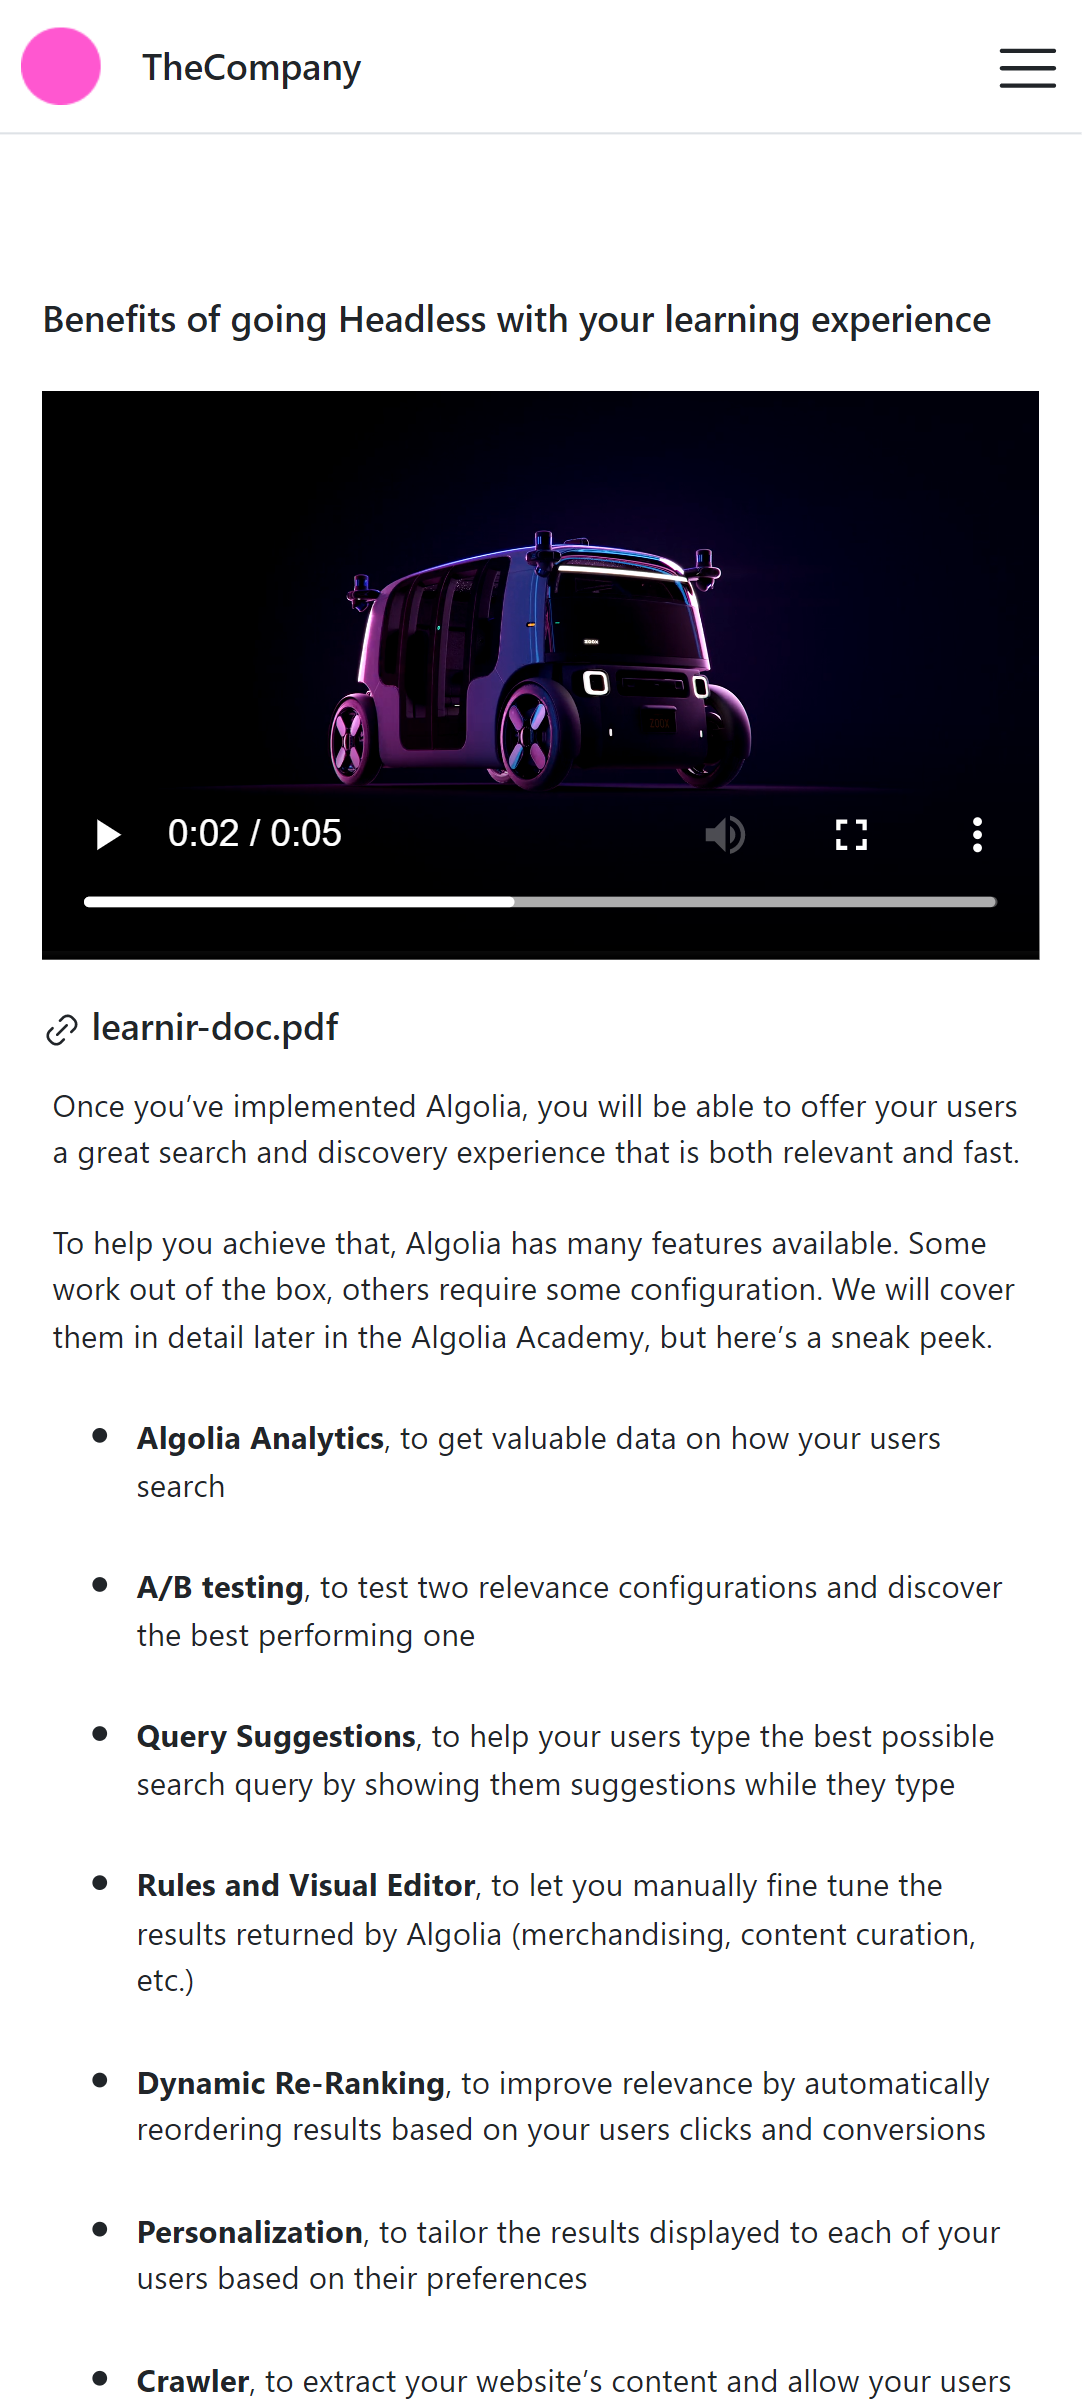 TheCompany
Benefits of going Headless with your learning experience
ZOOX
ZOOX
0:02 / 0:05
learnir-doc.pdf
Once you’ve implemented Algolia, you will be able to offer your users
a great search and discovery experience that is both relevant and fast.
To help you achieve that, Algolia has many features available. Some
work out of the box, others require some configuration. We will cover
them in detail later in the Algolia Academy, but here’s a sneak peek.
Algolia Analytics, to get valuable data on how your users
search
A/B testing, to test two relevance configurations and discover
the best performing one
Query Suggestions, to help your users type the best possible
search query by showing them suggestions while they type
Rules and Visual Editor, to let you manually fine tune the
results returned by Algolia (merchandising, content curation,
etc.)
Dynamic Re-Ranking, to improve relevance by automatically
reordering results based on your users clicks and conversions
Personalization, to tailor the results displayed to each of your
users based on their preferences
Crawler, to extract your website’s content and allow your users